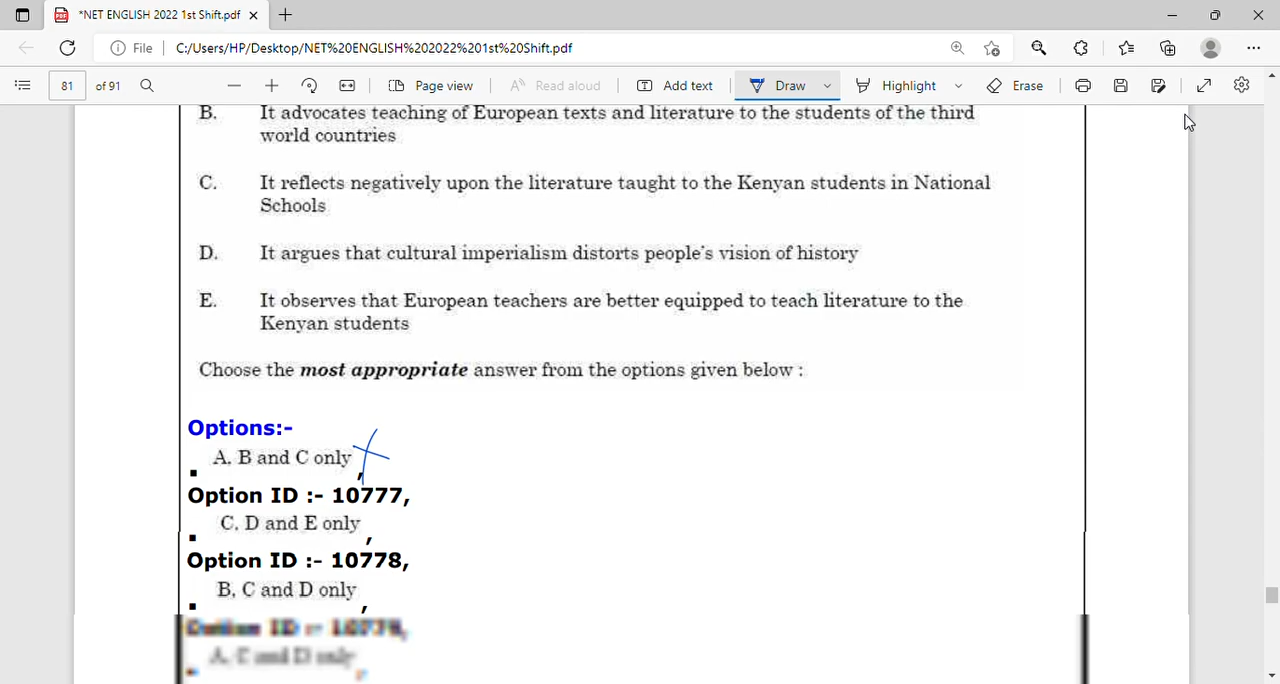 *NET ENGLISH 2022 1st Shift.pdf
File C:/Users/HP/Desktop/NET%20ENGLISH%202022%201st%20Shift.pdf
81 of 91 Page view Read aloud Add text Draw Highlight Erase
B. It advocates teaching of European texts and literature to the students of the third
world countries
C. It reflects negatively upon the literature taught to the Kenyan students in National
Schools
D. It argues that cultural imperialism distorts people's vision of history
E. It observes that European teachers are better equipped to teach literature to the
Kenyan students
Choose the most appropriate answer from the options given below :
Options:-
A, B and C only
,
Option ID :- 10777,
C, D and E only
,
Option ID :- 10778,
B, C and D only
,
Option ID :- 10779,
A, C and D only
,